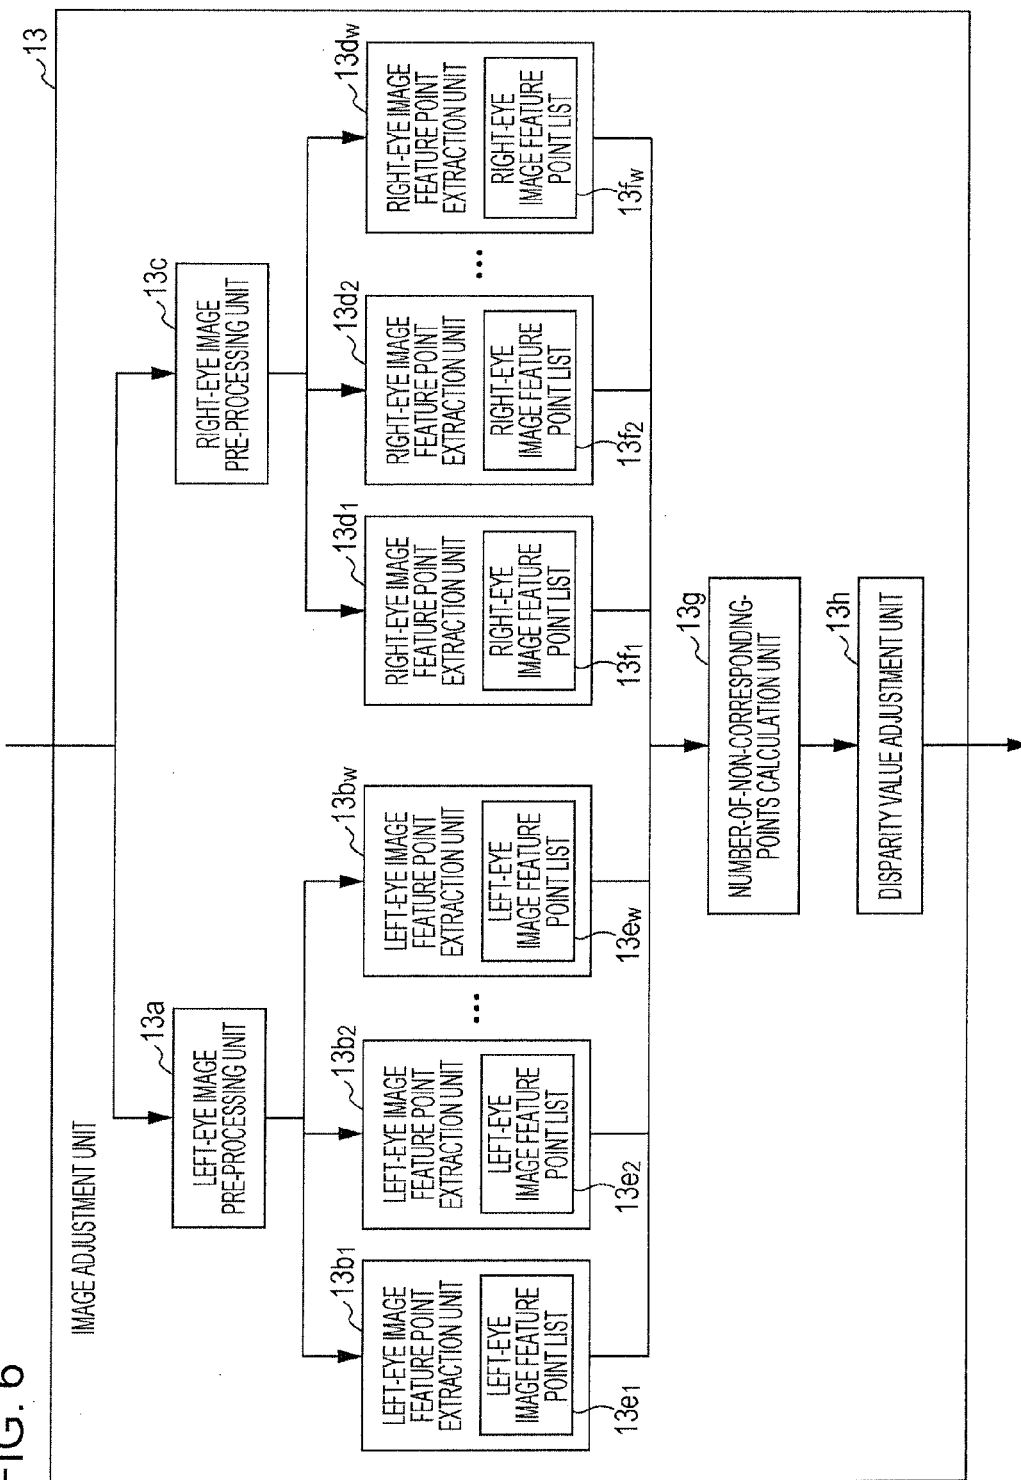 FIG. 6
13
IMAGE ADJUSTMENT UNIT
13a
LEFT-EYE IMAGE
PRE-PROCESSING UNIT
13c
RIGHT-EYE IMAGE
PRE-PROCESSING UNIT
13b1
LEFT-EYE IMAGE
FEATURE POINT
EXTRACTION UNIT
LEFT-EYE
IMAGE FEATURE
POINT LIST
13e1
13b2
LEFT-EYE IMAGE
FEATURE POINT
EXTRACTION UNIT
LEFT-EYE
IMAGE FEATURE
POINT LIST
13e2
...
13bw
LEFT-EYE IMAGE
FEATURE POINT
EXTRACTION UNIT
LEFT-EYE
IMAGE FEATURE
POINT LIST
13ew
13d1
RIGHT-EYE IMAGE
FEATURE POINT
EXTRACTION UNIT
RIGHT-EYE
IMAGE FEATURE
POINT LIST
13f1
13d2
RIGHT-EYE IMAGE
FEATURE POINT
EXTRACTION UNIT
RIGHT-EYE
IMAGE FEATURE
POINT LIST
13f2
...
13dw
RIGHT-EYE IMAGE
FEATURE POINT
EXTRACTION UNIT
RIGHT-EYE
IMAGE FEATURE
POINT LIST
13fw
13g
NUMBER-OF-NON-CORRESPONDING-
POINTS CALCULATION UNIT
13h
DISPARITY VALUE ADJUSTMENT UNIT